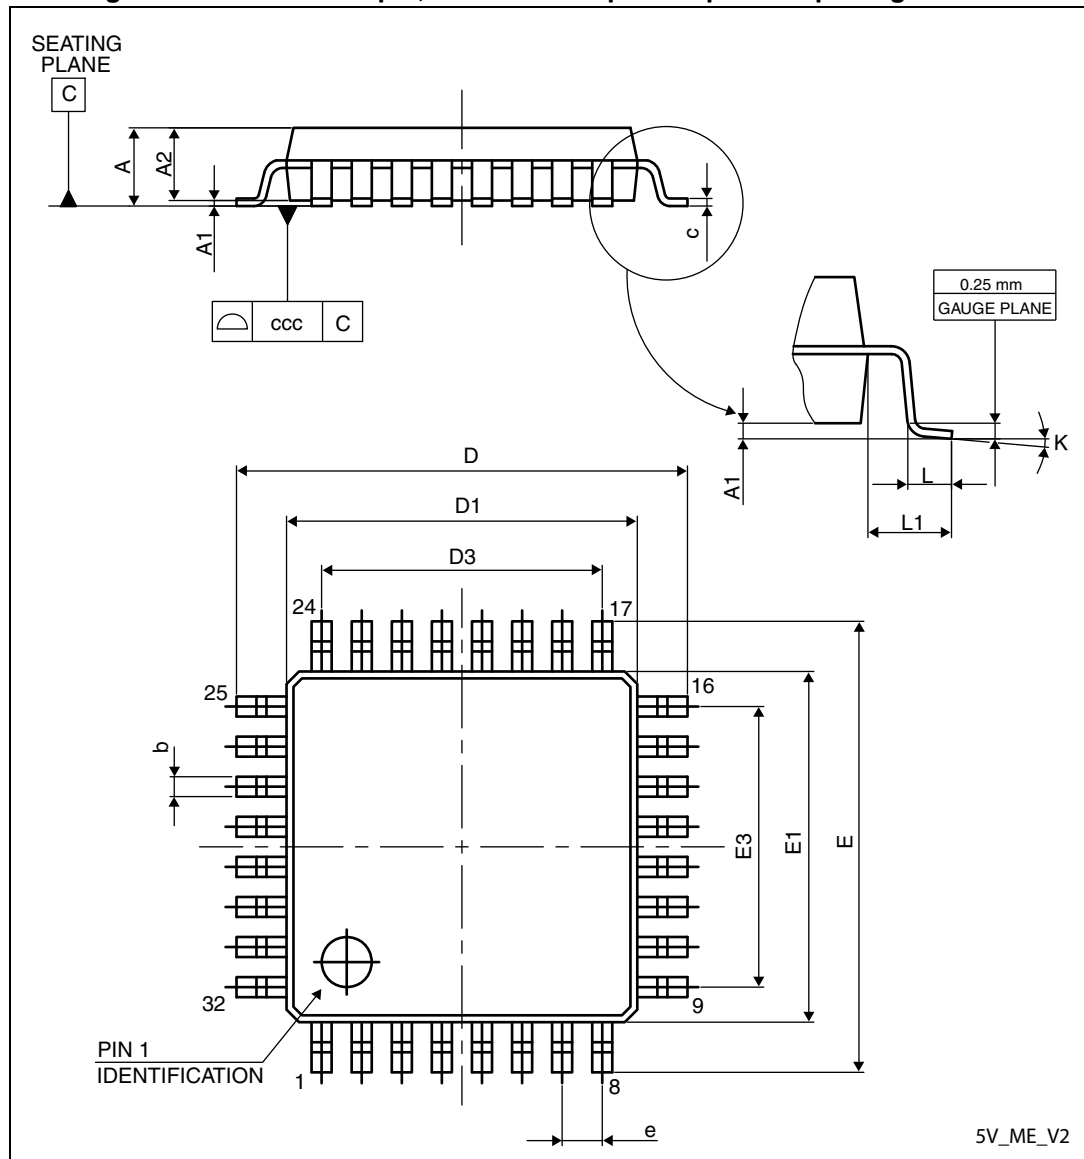 SEATING
PLANE
C
A
A2
A1
c
ccc
C
0.25 mm
GAUGE PLANE
K
A1
L
L1
D
D1
D3
24
17
25
16
b
E3
E1
E
32
9
PIN 1
IDENTIFICATION
1
8
e
5V_ME_V2